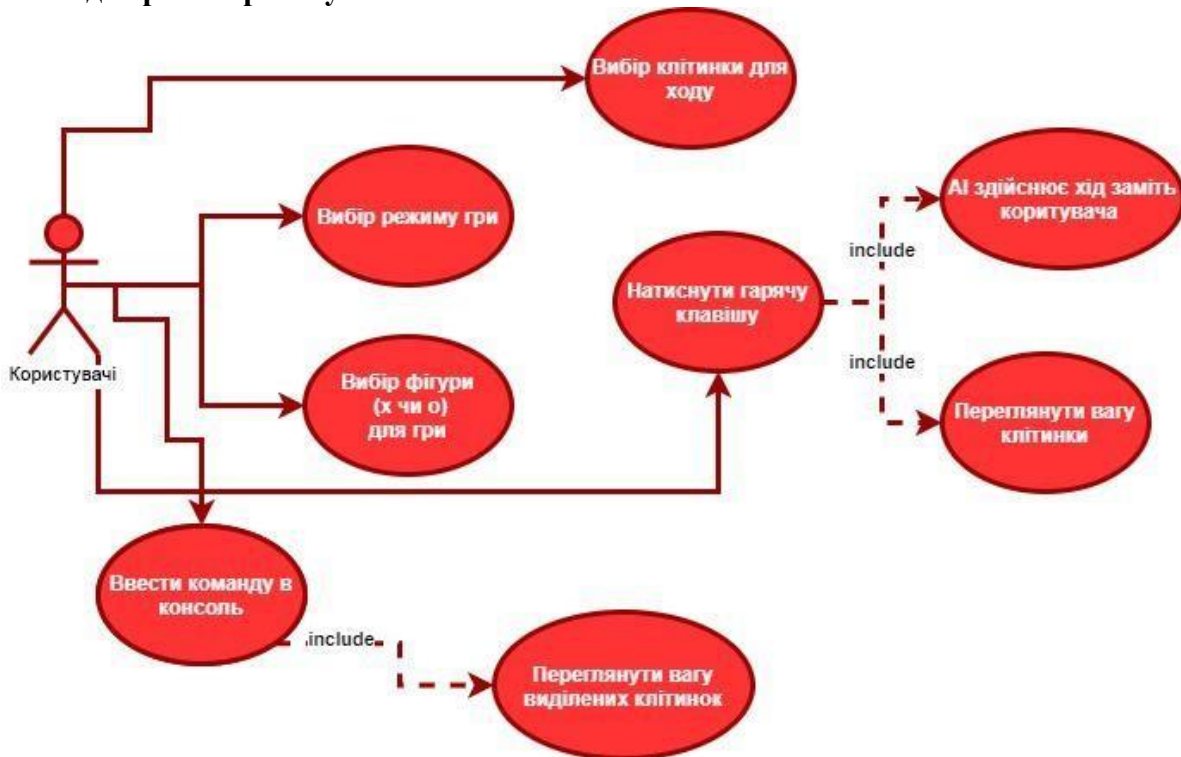 Вибір клітинки для
ходу
Вибір режиму гри
АІ здійснює хід заміть
коритувача
include
Натиснути гарячу
клавішу
include
Користувачі
Вибір фігури
(х чи о)
для гри
Переглянути вагу
клітинки
Ввести команду в
консоль
include
Переглянути вагу
виділених клітинок